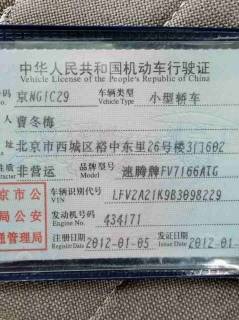 中华人民共和国机动车行驶证
Vehicle License of the People's Republic of China
京NG1C29 车辆类型 小型轿车
Vehicle Type
人 曹冬梅
址 北京市西城区裕中东里26号楼3门602
质 非营运 品牌型号 速腾牌FV7166ATG
Model
车辆识别代号 LFV2A21K9B3098229
VIN
京市公
局公安
通管理局
发动机号码 434171
Engine No.
注册日期 2012-01-05 发证日期 2012-01-
Register Date Issue Date